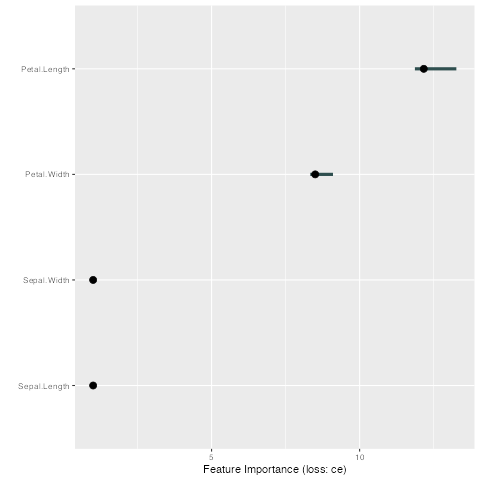 Petal.Length
Petal.Width
Sepal.Width
Sepal.Length
5 10
Feature Importance (loss: ce)